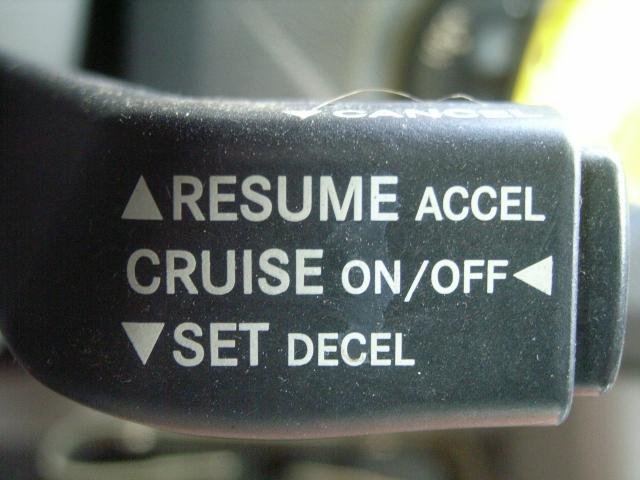 ▼CANCEL
▲RESUME ACCEL
CRUISE ON/OFF◀
▼SET DECEL